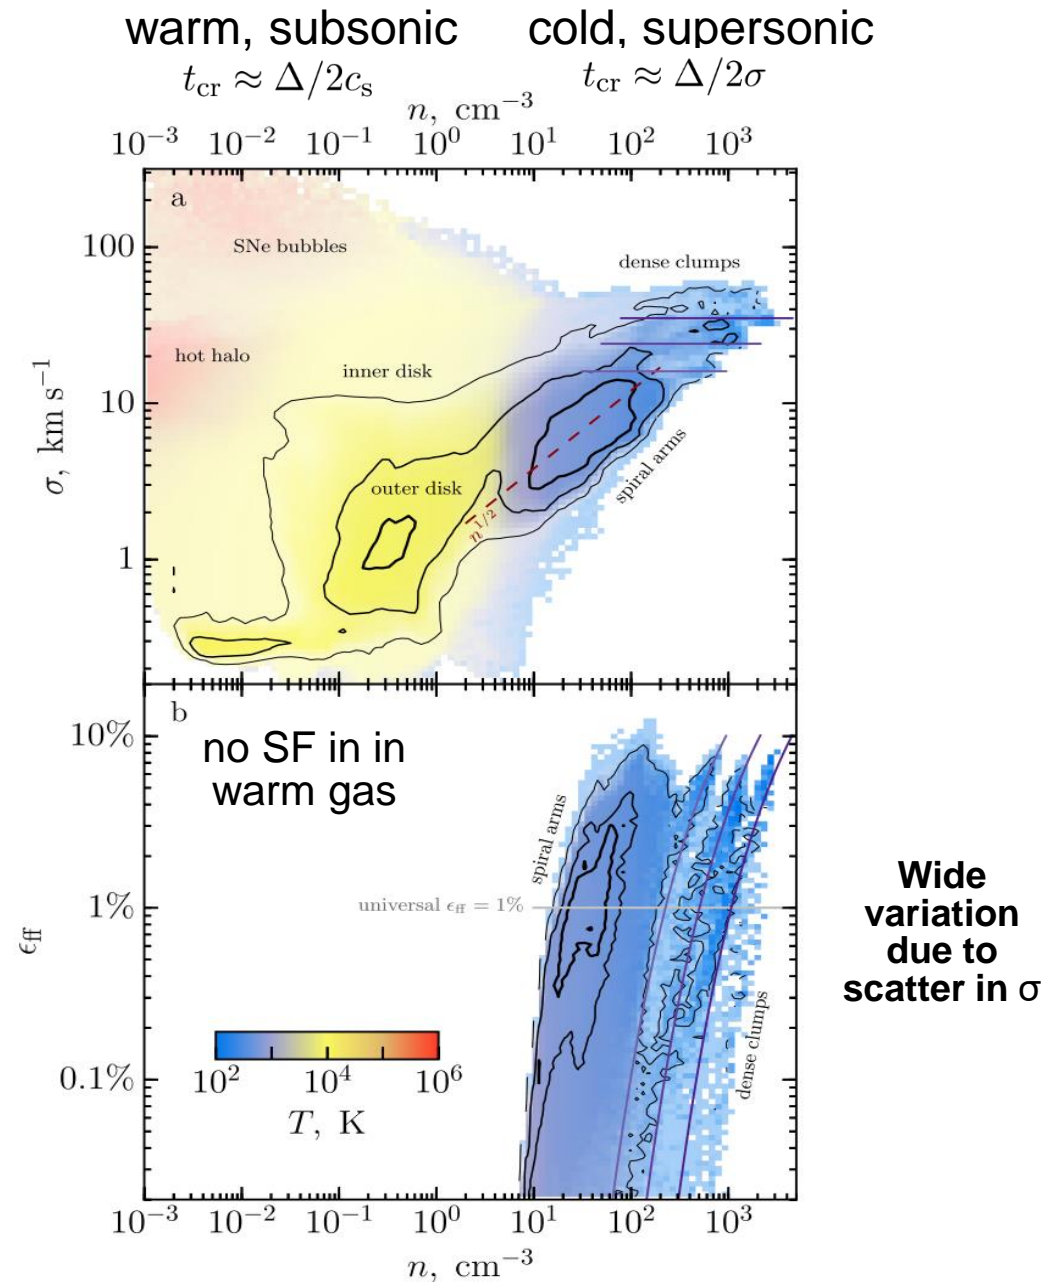 warm, subsonic cold, supersonic
t_cr ≈ Δ/2c_s t_cr ≈ Δ/2σ
n, cm⁻³
10⁻³ 10⁻² 10⁻¹ 10⁰ 10¹ 10² 10³
a
SNe bubbles
dense clumps
hot halo
inner disk
outer disk
spiral arms
n^1/2
100
10
1
σ, km s⁻¹
b
no SF in in
warm gas
spiral arms
universal ϵ_ff = 1%
dense clumps
10%
1%
0.1%
ϵ_ff
10² 10⁴ 10⁶
T, K
10⁻³ 10⁻² 10⁻¹ 10⁰ 10¹ 10² 10³
n, cm⁻³
Wide
variation
due to
scatter in σ